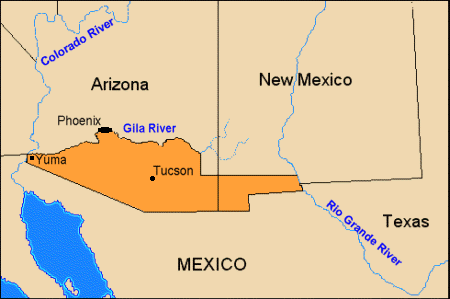 Colorado River
Arizona
New Mexico
Phoenix
Gila River
Yuma
Tucson
Rio Grande River
Texas
MEXICO